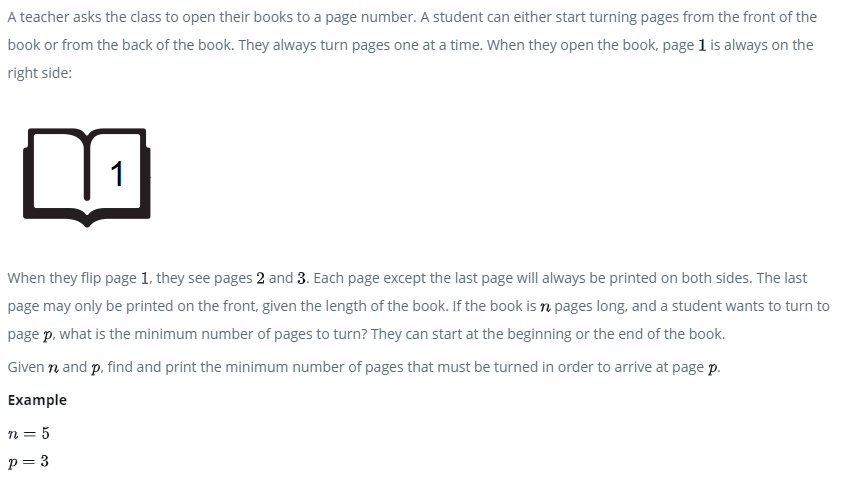 A teacher asks the class to open their books to a page number. A student can either start turning pages from the front of the
book or from the back of the book. They always turn pages one at a time. When they open the book, page 1 is always on the
right side:
1
When they flip page 1, they see pages 2 and 3. Each page except the last page will always be printed on both sides. The last
page may only be printed on the front, given the length of the book. If the book is n pages long, and a student wants to turn to
page p, what is the minimum number of pages to turn? They can start at the beginning or the end of the book.
Given n and p, find and print the minimum number of pages that must be turned in order to arrive at page p.
Example
n = 5
p = 3